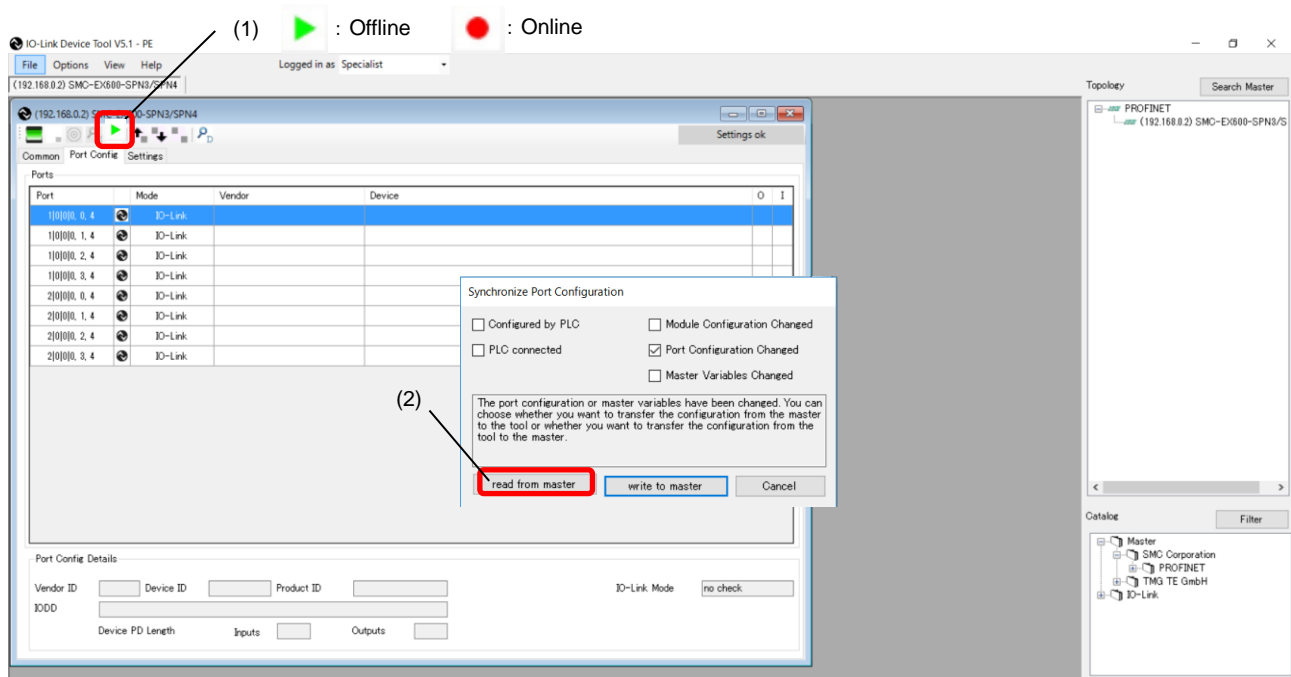 (1)
: Offline
: Online
IO-Link Device Tool V5.1 - PE
File Options View Help Logged in as Specialist
(192.168.0.2) SMC-EX600-SPN3/SPN4
Topology Search Master
PROFINET
(192.168.0.2) SMC-EX600-SPN3/S
(192.168.0.2) SMC-EX600-SPN3/SPN4
Settings ok
Common Port Config Settings
Ports
Port Mode Vendor Device O I
1|0|0|0, 0, 4 IO-Link
1|0|0|0, 1, 4 IO-Link
1|0|0|0, 2, 4 IO-Link
1|0|0|0, 3, 4 IO-Link
2|0|0|0, 0, 4 IO-Link
2|0|0|0, 1, 4 IO-Link
2|0|0|0, 2, 4 IO-Link
2|0|0|0, 3, 4 IO-Link
Synchronize Port Configuration
Configured by PLC Module Configuration Changed
PLC connected Port Configuration Changed
Master Variables Changed
(2)
The port configuration or master variables have been changed. You can
choose whether you want to transfer the configuration from the master
to the tool or whether you want to transfer the configuration from the
tool to the master.
read from master write to master Cancel
Catalog Filter
Master
SMC Corporation
PROFINET
TMG TE GmbH
IO-Link
Port Config Details
Vendor ID Device ID Product ID IO-Link Mode no check
IODD
Device PD Length Inputs Outputs